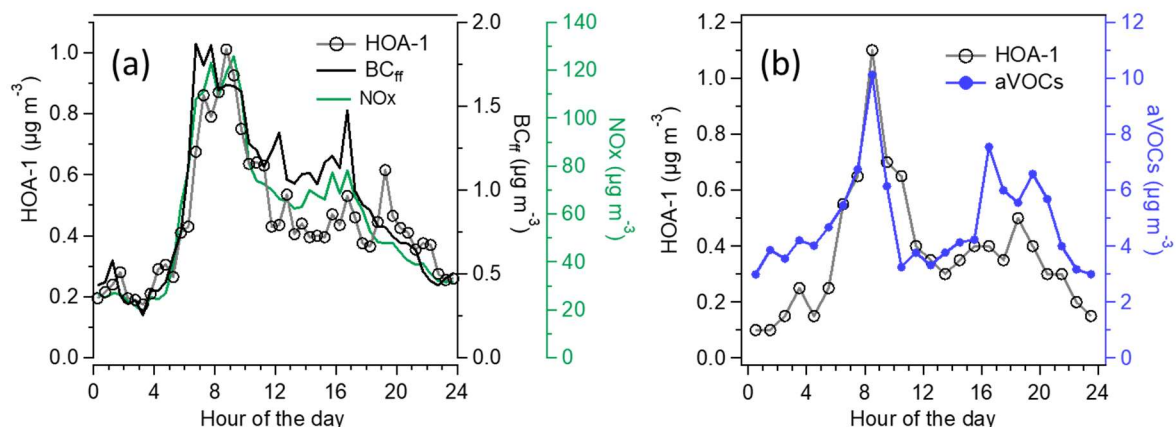 (a)
HOA-1
BCff
NOx
HOA-1 (µg m⁻³)
1.0
0.8
0.6
0.4
0.2
0.0
BCff (µg m⁻³)
2.0
1.5
1.0
0.5
0.0
NOx (µg m⁻³)
140
120
100
80
60
40
20
0
0 4 8 12 16 20 24
Hour of the day
(b)
HOA-1
aVOCs
HOA-1 (µg m⁻³)
1.2
1.0
0.8
0.6
0.4
0.2
0.0
aVOCs (µg m⁻³)
12
10
8
6
4
2
0
0 4 8 12 16 20 24
Hour of the day